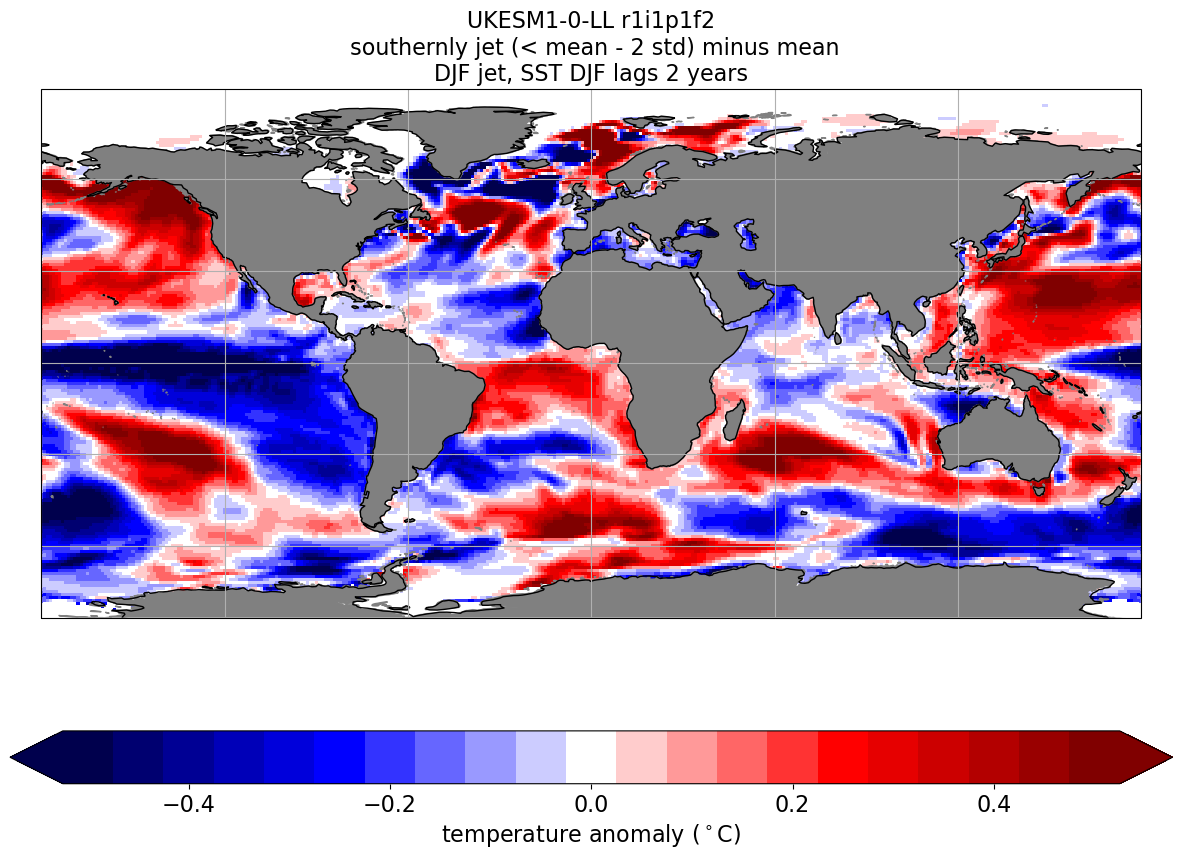 UKESM1-0-LL r1i1p1f2
southernly jet (< mean - 2 std) minus mean
DJF jet, SST DJF lags 2 years
−0.4 −0.2 0.0 0.2 0.4
temperature anomaly (°C)